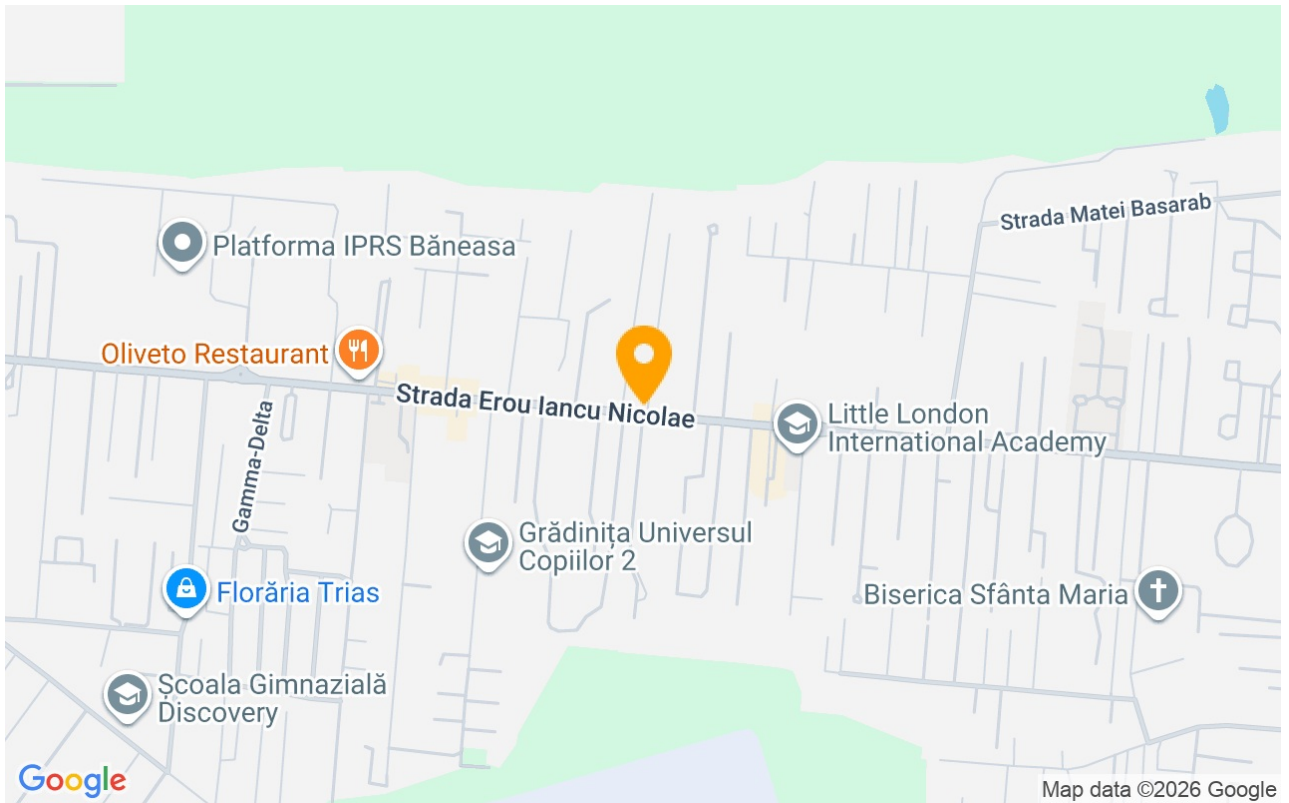 Strada Matei Basarab
Platforma IPRS Băneasa
Oliveto Restaurant
Strada Erou Iancu Nicolae
Little London
International Academy
Gamma-Delta
Grădinița Universul
Copiilor 2
Florăria Trias
Biserica Sfânta Maria
Școala Gimnazială
Discovery
Google
Map data ©2026 Google